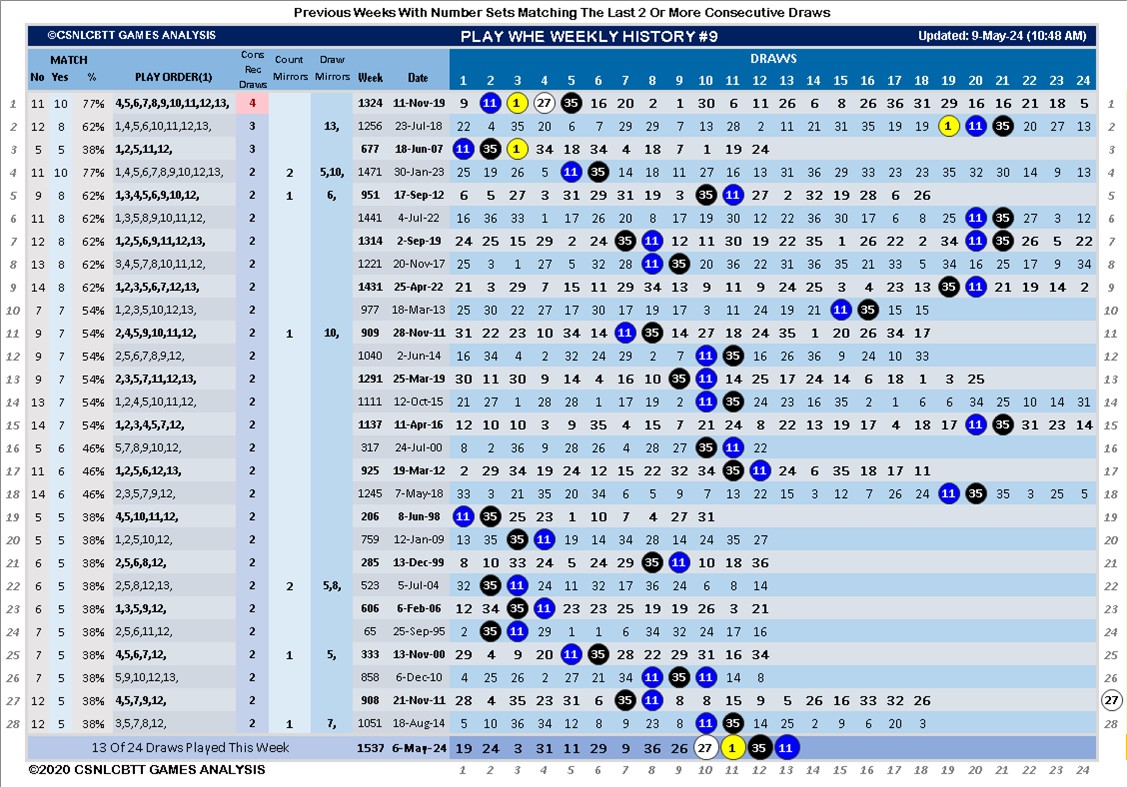 Previous Weeks With Number Sets Matching The Last 2 Or More Consecutive Draws
©CSNLCBTT GAMES ANALYSIS PLAY WHE WEEKLY HISTORY #9 Updated: 9-May-24 (10:48 AM)
MATCH Cons Count Draw DRAWS
No Yes % PLAY ORDER(1) Rec Draws Mirrors Mirrors Week Date 1 2 3 4 5 6 7 8 9 10 11 12 13 14 15 16 17 18 19 20 21 22 23 24
1 11 10 77% 4,5,6,7,8,9,10,11,12,13, 4 1324 11-Nov-19 9 11 1 27 35 16 20 2 1 30 6 11 26 6 8 26 36 31 29 16 16 21 18 5 1
2 12 8 62% 1,4,5,6,10,11,12,13, 3 13, 1256 23-Jul-18 22 4 35 20 6 7 29 29 7 13 28 2 11 21 31 35 19 19 1 11 35 20 27 13 2
3 5 5 38% 1,2,5,11,12, 3 677 18-Jun-07 11 35 1 34 18 34 4 18 7 1 19 24 3
4 11 10 77% 1,4,5,6,7,8,9,10,11,12,13, 2 2 5,10, 1471 30-Jan-23 25 19 26 5 11 35 14 18 11 27 16 13 31 36 29 33 23 23 35 32 30 14 9 13 4
5 9 8 62% 1,3,4,5,6,9,10,12, 2 1 6, 951 17-Sep-12 6 5 27 3 31 29 31 19 3 35 11 27 2 32 19 28 6 26 5
6 11 8 62% 1,3,5,8,9,10,11,12, 2 1441 4-Jul-22 16 36 33 1 17 26 20 8 17 19 30 12 22 36 30 17 6 8 25 11 35 27 3 12 6
7 12 8 62% 1,2,5,6,9,11,12,13, 2 1314 2-Sep-19 24 25 15 29 2 24 35 11 12 11 30 19 22 35 1 26 22 2 34 11 35 26 5 22 7
8 13 8 62% 3,4,5,7,8,10,11,12, 2 1221 20-Nov-17 25 3 1 27 5 32 28 11 35 20 36 22 31 36 35 21 33 5 34 16 25 17 9 34 8
9 14 8 62% 1,2,3,5,6,7,12,13, 2 1431 25-Apr-22 21 3 29 7 15 11 29 34 13 9 11 9 24 25 3 4 23 13 35 11 21 19 14 2 9
10 7 7 54% 1,2,3,5,10,12,13, 2 977 18-Mar-13 25 30 22 27 17 30 17 19 17 3 11 24 19 21 11 35 15 15 10
11 9 7 54% 2,4,5,9,10,11,12, 2 1 10, 909 28-Nov-11 31 22 23 10 34 14 11 35 14 27 18 24 35 1 20 26 34 17 11
12 9 7 54% 2,5,6,7,8,9,12, 2 1040 2-Jun-14 16 34 4 2 32 24 29 2 7 11 35 16 26 36 9 24 10 33 12
13 9 7 54% 2,3,5,7,11,12,13, 2 1291 25-Mar-19 30 11 30 9 14 4 16 10 35 11 14 25 17 24 14 6 18 1 3 25 13
14 13 7 54% 1,2,4,5,10,11,12, 2 1111 12-Oct-15 21 27 1 28 28 1 17 19 2 11 35 24 23 16 35 2 1 6 6 34 25 10 14 31 14
15 14 7 54% 1,2,3,4,5,7,12, 2 1137 11-Apr-16 12 10 10 3 9 35 4 15 7 21 24 8 22 13 19 17 4 18 17 11 35 31 23 14 15
16 5 6 46% 5,7,8,9,10,12, 2 317 24-Jul-00 8 2 36 9 28 26 4 28 27 35 11 22 16
17 11 6 46% 1,2,5,6,12,13, 2 925 19-Mar-12 2 29 34 19 24 12 15 22 32 34 35 11 24 6 35 18 17 11 17
18 14 6 46% 2,3,5,7,9,12, 2 1245 7-May-18 33 3 21 35 20 34 6 5 9 7 13 22 15 3 12 7 26 24 11 35 35 3 25 5 18
19 5 5 38% 4,5,10,11,12, 2 206 8-Jun-98 11 35 25 23 1 10 7 4 27 31 19
20 5 5 38% 1,2,5,10,12, 2 759 12-Jan-09 13 35 35 11 19 14 34 28 14 24 35 27 20
21 6 5 38% 2,5,6,8,12, 2 285 13-Dec-99 8 10 33 24 5 24 29 35 11 10 18 36 21
22 6 5 38% 2,5,8,12,13, 2 2 5,8, 523 5-Jul-04 32 35 11 24 11 32 17 36 24 6 8 14 22
23 6 5 38% 1,3,5,9,12, 2 606 6-Feb-06 12 34 35 11 23 23 25 19 19 26 3 21 23
24 7 5 38% 2,5,6,11,12, 2 65 25-Sep-95 2 35 11 29 1 1 6 34 32 24 17 16 24
25 7 5 38% 4,5,6,7,12, 2 1 5, 333 13-Nov-00 29 4 9 20 11 35 28 22 29 31 16 34 25
26 7 5 38% 5,9,10,12,13, 2 858 6-Dec-10 4 25 26 2 27 21 34 11 35 11 14 8 26
27 12 5 38% 4,5,7,9,12, 2 908 21-Nov-11 28 4 35 23 31 6 35 11 8 8 15 9 5 26 16 33 32 26 27
28 12 5 38% 3,5,7,8,12, 2 1 7, 1051 18-Aug-14 5 10 36 34 12 8 9 23 8 11 35 14 25 2 9 6 20 3 28
13 Of 24 Draws Played This Week 1537 6-May-24 19 24 3 31 11 29 9 36 26 27 1 35 11
©2020 CSNLCBTT GAMES ANALYSIS 1 2 3 4 5 6 7 8 9 10 11 12 13 14 15 16 17 18 19 20 21 22 23 24